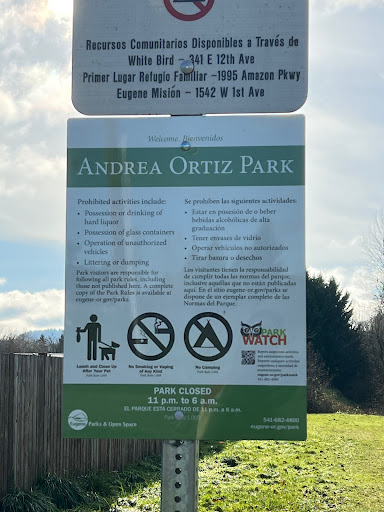 Recursos Comunitarios Disponibles a Través de
White Bird – 341 E 12th Ave
Primer Lugar Refugio Familiar –1995 Amazon Pkwy
Eugene Misión – 1542 W 1st Ave
Welcome Bienvenidos
ANDREA ORTIZ PARK
Prohibited activities include:
• Possession or drinking of
hard liquor
• Possession of glass containers
• Operation of unauthorized
vehicles
• Littering or dumping
Park visitors are responsible for
following all park rules, including
those not published here. A complete
copy of the Park Rules is available at
eugene-or.gov/parks.
Se prohíben las siguientes actividades:
• Estar en posesión de o beber
bebidas alcohólicas de alta
graduación
• Tener envases de vidrio
• Operar vehículos no autorizados
• Tirar basura o desechos
Los visitantes tienen la responsabilidad
de cumplir todas las normas del parque,
inclusive aquellas que no están publicadas
aquí. En el sitio eugene-or.gov/parks se
dispone de un ejemplar completo de las
Normas del Parque.
Leash and Clean Up
After Your Pet
No Smoking or Vaping
of Any Kind
No Camping
PARK
WATCH
PARK CLOSED
11 p.m. to 6 a.m.
EL PARQUE ESTÁ CERRADO DE 11 p.m. a 6 a.m.
Eugene
Parks & Open Space
541-682-4800
eugene-or.gov/park